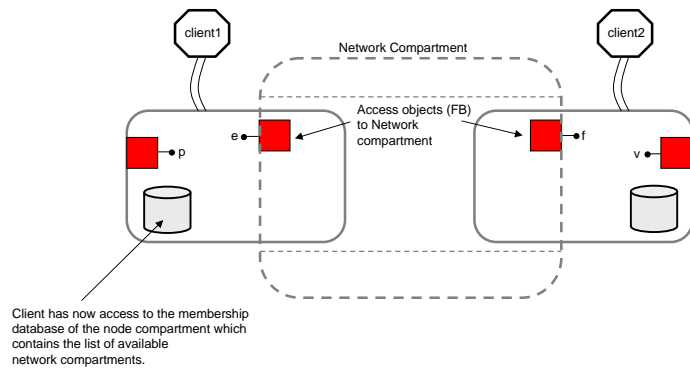 client1
client2
Network Compartment
Access objects (FB)
to Network
compartment
e
f
p
v
Client has now access to the membership
database of the node compartment which
contains the list of available
network compartments.